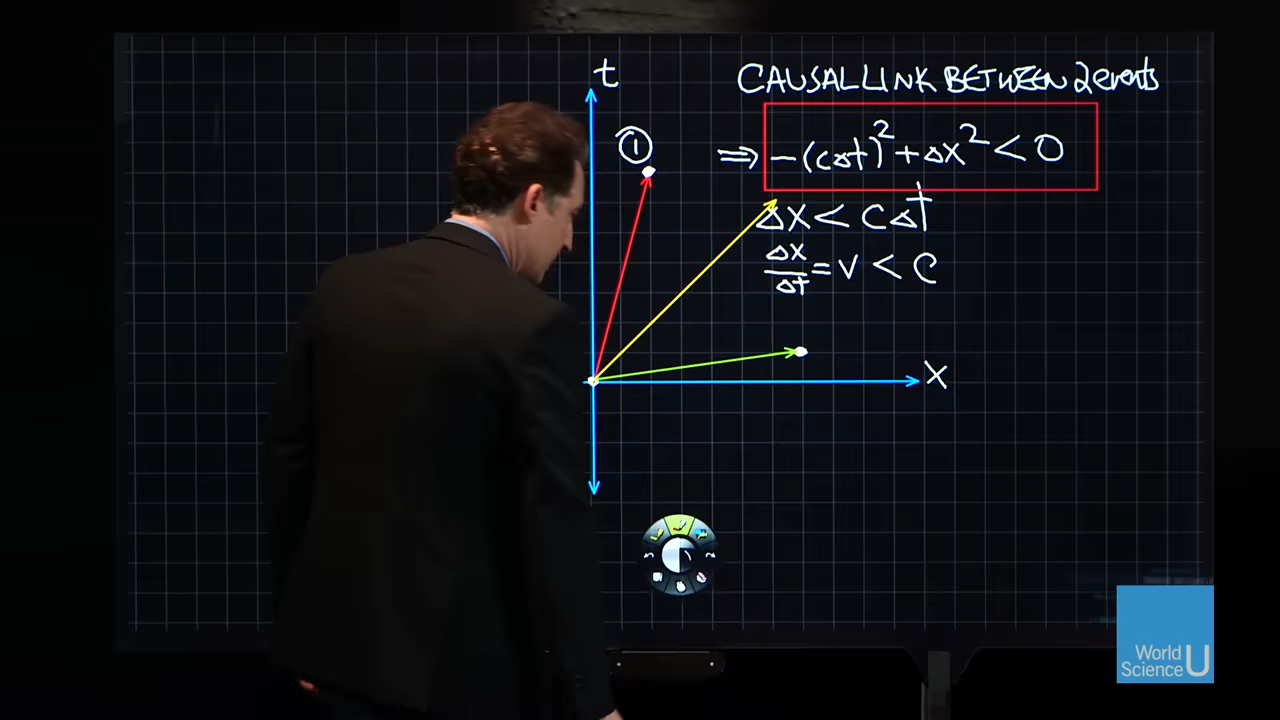 t
CAUSAL LINK BETWEEN 2 events
①
⇒ -(cΔt)² + Δx² < 0
Δx < cΔt
Δx/Δt = v < c
x
World
Science U